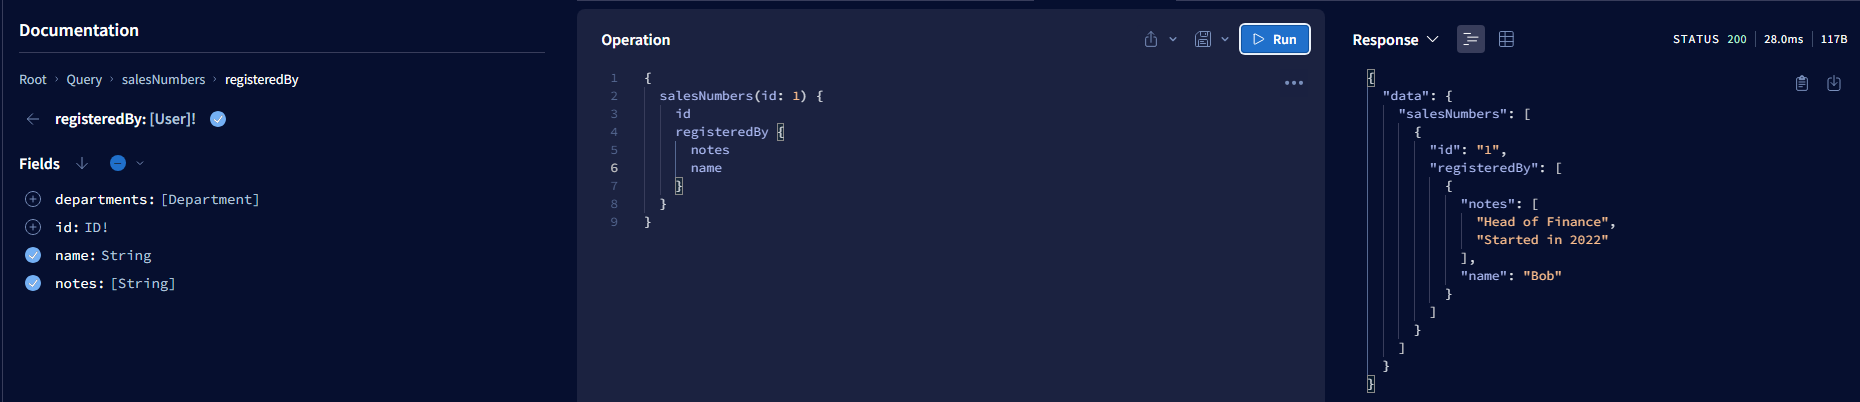 Documentation
Root › Query › salesNumbers › registeredBy
registeredBy: [User]!
Fields
departments: [Department]
id: ID!
name: String
notes: [String]
Operation
Run
1 {
2 salesNumbers(id: 1) {
3 id
4 registeredBy {
5 notes
6 name
7 }
8 }
9 }
Response
STATUS 200 28.0ms 117B
{
"data": {
"salesNumbers": [
{
"id": "1",
"registeredBy": [
{
"notes": [
"Head of Finance",
"Started in 2022"
],
"name": "Bob"
}
]
}
]
}
}